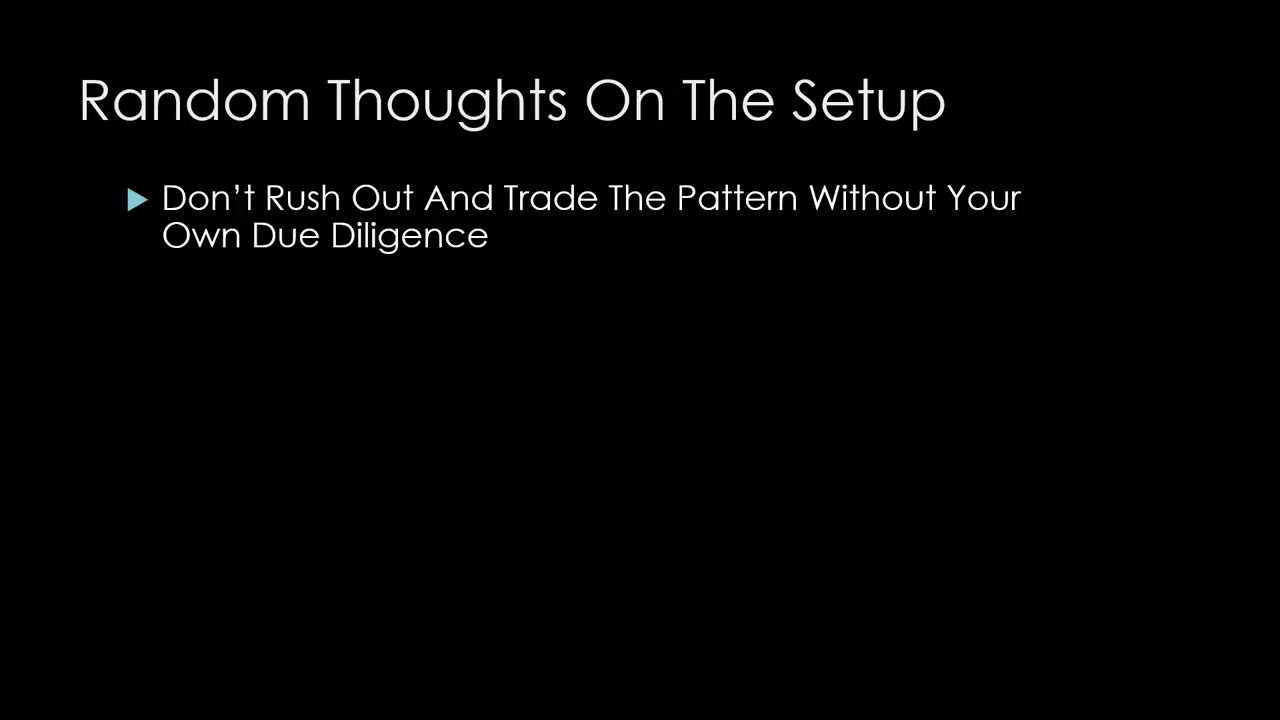 Random Thoughts On The Setup
Don’t Rush Out And Trade The Pattern Without Your
Own Due Diligence